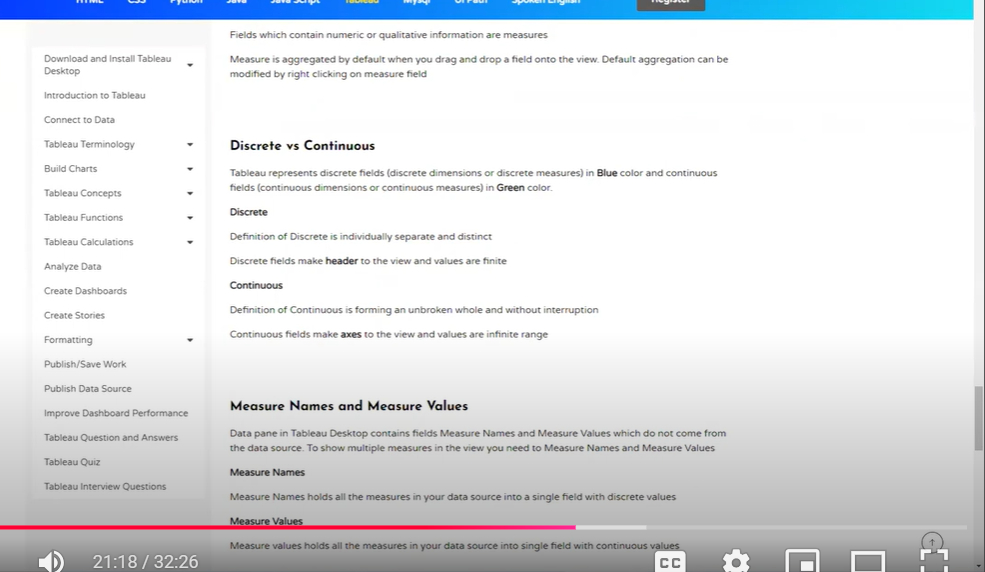 HTML CSS Python Java Java Script Tableau MySql Ui Path Spoken English Register
Download and Install Tableau
Desktop
Introduction to Tableau
Connect to Data
Tableau Terminology
Build Charts
Tableau Concepts
Tableau Functions
Tableau Calculations
Analyze Data
Create Dashboards
Create Stories
Formatting
Publish/Save Work
Publish Data Source
Improve Dashboard Performance
Tableau Question and Answers
Tableau Quiz
Tableau Interview Questions
Fields which contain numeric or qualitative information are measures
Measure is aggregated by default when you drag and drop a field onto the view. Default aggregation can be
modified by right clicking on measure field
Discrete vs Continuous
Tableau represents discrete fields (discrete dimensions or discrete measures) in Blue color and continuous
fields (continuous dimensions or continuous measures) in Green color.
Discrete
Definition of Discrete is individually separate and distinct
Discrete fields make header to the view and values are finite
Continuous
Definition of Continuous is forming an unbroken whole and without interruption
Continuous fields make axes to the view and values are infinite range
Measure Names and Measure Values
Data pane in Tableau Desktop contains fields Measure Names and Measure Values which do not come from
the data source. To show multiple measures in the view you need to Measure Names and Measure Values
Measure Names
Measure Names holds all the measures in your data source into a single field with discrete values
Measure Values
Measure values holds all the measures in your data source into single field with continuous values
21:18 / 32:26
CC